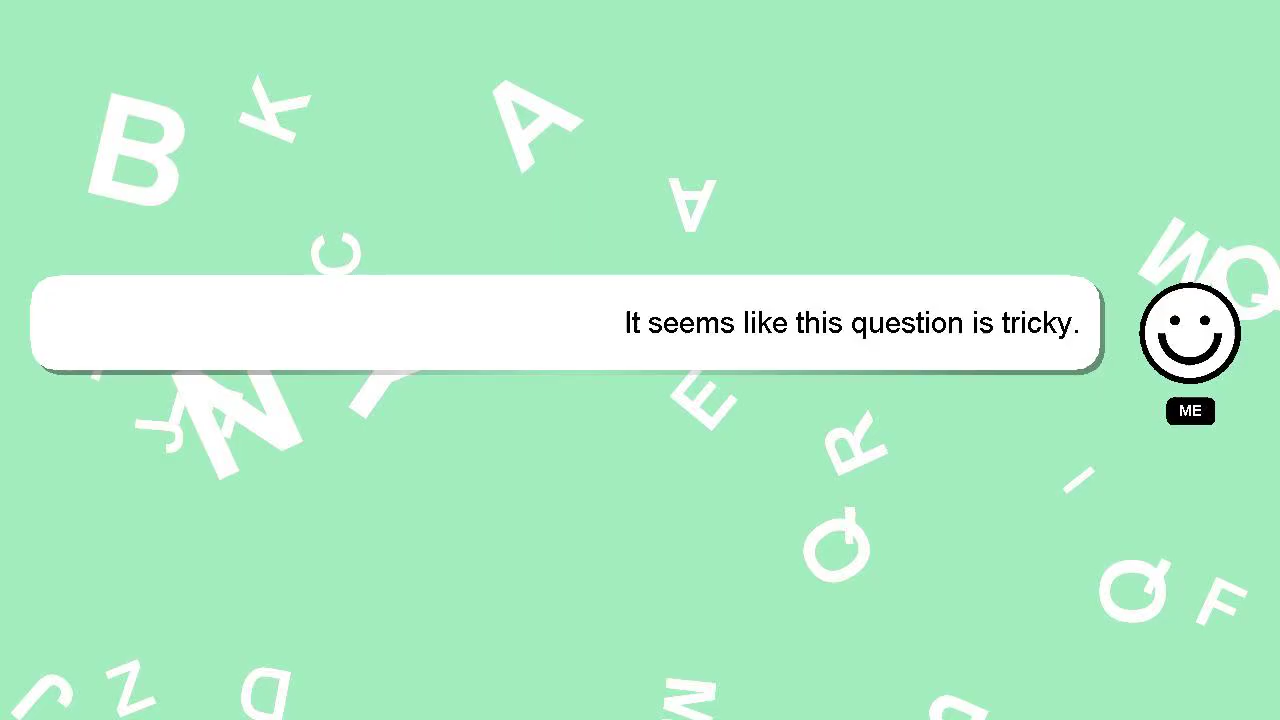 B
K
A
A
C
M
Q
It seems like this question is tricky.
ME
J
A
N
Y
E
R
I
Q
Q
F
J
Z
D
M